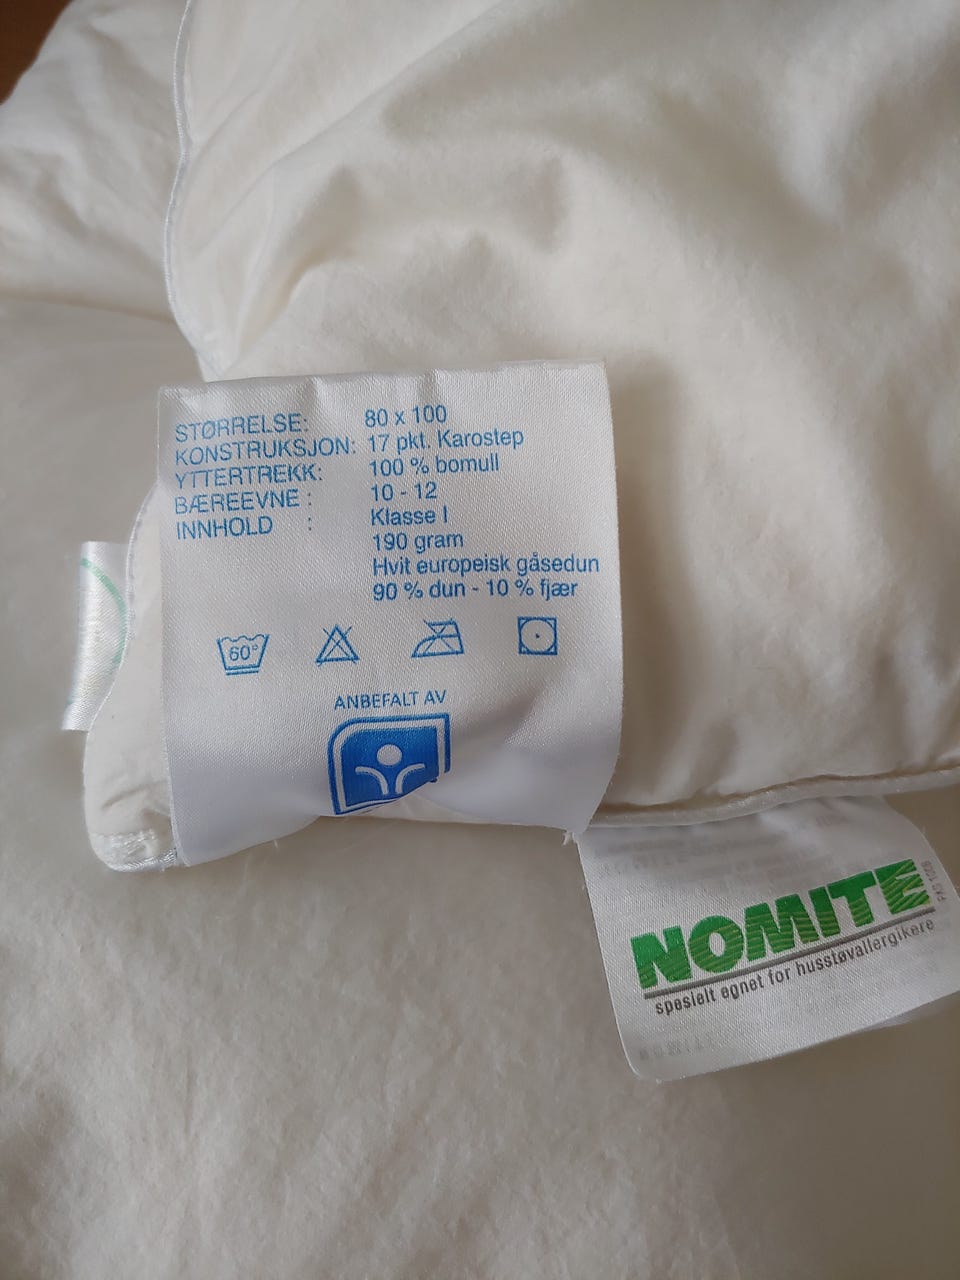 STØRRELSE: 80 x 100
KONSTRUKSJON: 17 pkt. Karostep
YTTERTREKK: 100 % bomull
BÆREEVNE : 10 - 12
INNHOLD : Klasse I
190 gram
Hvit europeisk gåsedun
90 % dun - 10 % fjær
60°
ANBEFALT AV
NOMITE
spesielt egnet for husstøvallergikere